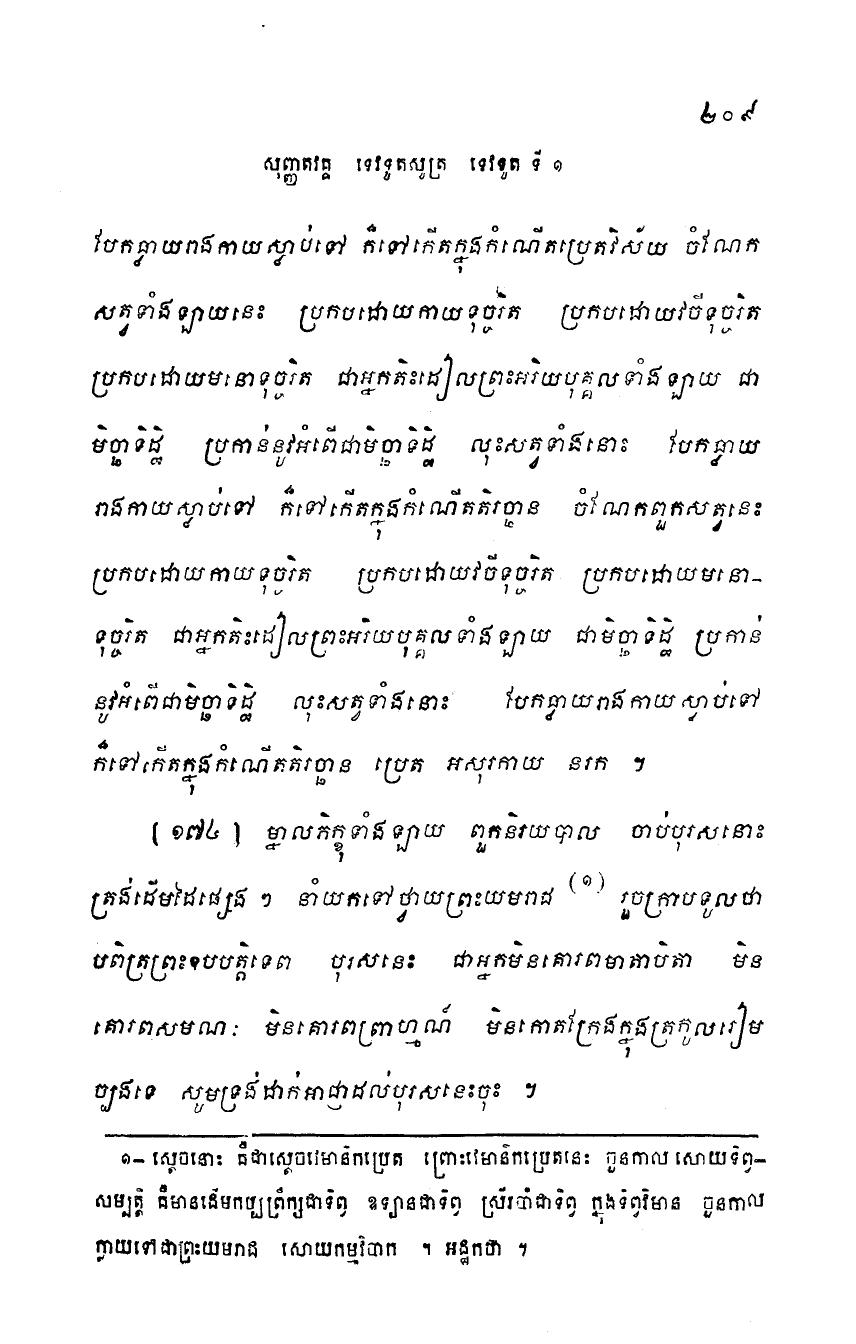 ២០៩
សុញ្ញតវគ្គ ទេវទូតសូត្រ ទេវទូត ទី ១
បែកធ្លាយរាងកាយស្លាប់ទៅ ក៏ទៅកើតក្នុងកំណើតប្រេតវិស័យ ចំណែក
សត្វទាំងឡាយនេះ ប្រកបដោយកាយទុច្ចរិត ប្រកបដោយវចីទុច្ចរិត
ប្រកបដោយមនោទុច្ចរិត ជាអ្នកតិះដៀលព្រះអរិយបុគ្គលទាំងឡាយ ជា
មិច្ឆាទិដ្ឋិ ប្រកាន់នូវអំពើជាមិច្ឆាទិដ្ឋិ លុះសត្វទាំងនោះ បែកធ្លាយ
រាងកាយស្លាប់ទៅ ក៏ទៅកើតក្នុងកំណើតតិរច្ឆាន ចំណែកពួកសត្វនេះ
ប្រកបដោយកាយទុច្ចរិត ប្រកបដោយវចីទុច្ចរិត ប្រកបដោយមនោ-
ទុច្ចរិត ជាអ្នកតិះដៀលព្រះអរិយបុគ្គលទាំងឡាយ ជាមិច្ឆាទិដ្ឋិ ប្រកាន់
នូវអំពើជាមិច្ឆាទិដ្ឋិ លុះសត្វទាំងនោះ បែកធ្លាយរាងកាយស្លាប់ទៅ
ក៏ទៅកើតក្នុងកំណើតតិរច្ឆាន ប្រេត អសុរកាយ នរក ។
[ ១៧៤ ] ម្នាលភិក្ខុទាំងឡាយ ពួកនិរយបាល ចាប់បុរសនោះ
ត្រង់ដើមដៃផ្សេង ៗ នាំយកទៅថ្វាយព្រះយមរាជ (១) រួចក្រាបទូលថា
បពិត្រព្រះឧបបត្តិទេព បុរសនេះ ជាអ្នកមិនគោរពមាតាបិតា មិន
គោរពសមណៈ មិនគោរពព្រាហ្មណ៍ មិនកោតក្រែងក្នុងត្រកូលរៀម
ច្បងទេ សូមទ្រង់ដាក់អាជ្ញាដល់បុរសនេះចុះ ។
១- ស្តេចនោះ គឺជាស្តេចវេមានិកប្រេត ព្រោះវេមានិកប្រេតនេះ ជួនកាល សោយទិព្វ-
សម្បត្តិ គឺមានដើមកប្បព្រឹក្សជាទិព្វ ឧទ្យានជាទិព្វ ស្រីរបាំជាទិព្វ ក្នុងទិព្វវិមាន ជួនកាល
ក្លាយទៅជាព្រះយមរាជ សោយកម្មវិបាក ។ អដ្ឋកថា ។